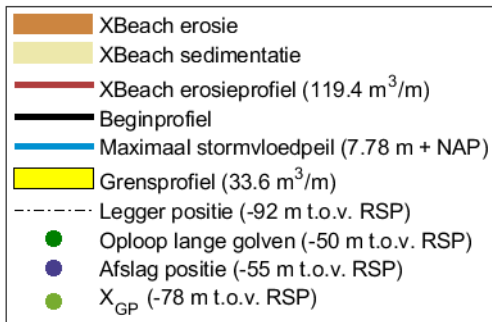 XBeach erosie
XBeach sedimentatie
XBeach erosieprofiel (119.4 m³/m)
Beginprofiel
Maximaal stormvloedpeil (7.78 m + NAP)
Grensprofiel (33.6 m³/m)
Legger positie (-92 m t.o.v. RSP)
Oploop lange golven (-50 m t.o.v. RSP)
Afslag positie (-55 m t.o.v. RSP)
X_GP (-78 m t.o.v. RSP)